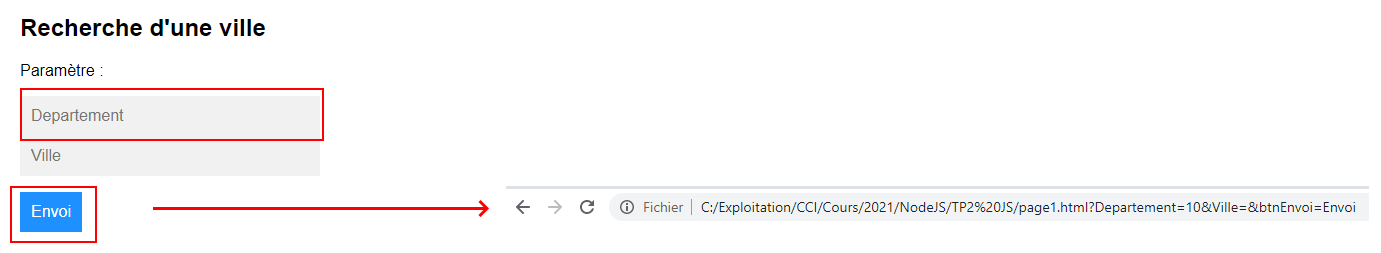 Recherche d'une ville
Paramètre :
Departement
Ville
Envoi
Fichier | C:/Exploitation/CCI/Cours/2021/NodeJS/TP2%20JS/page1.html?Departement=10&Ville=&btnEnvoi=Envoi